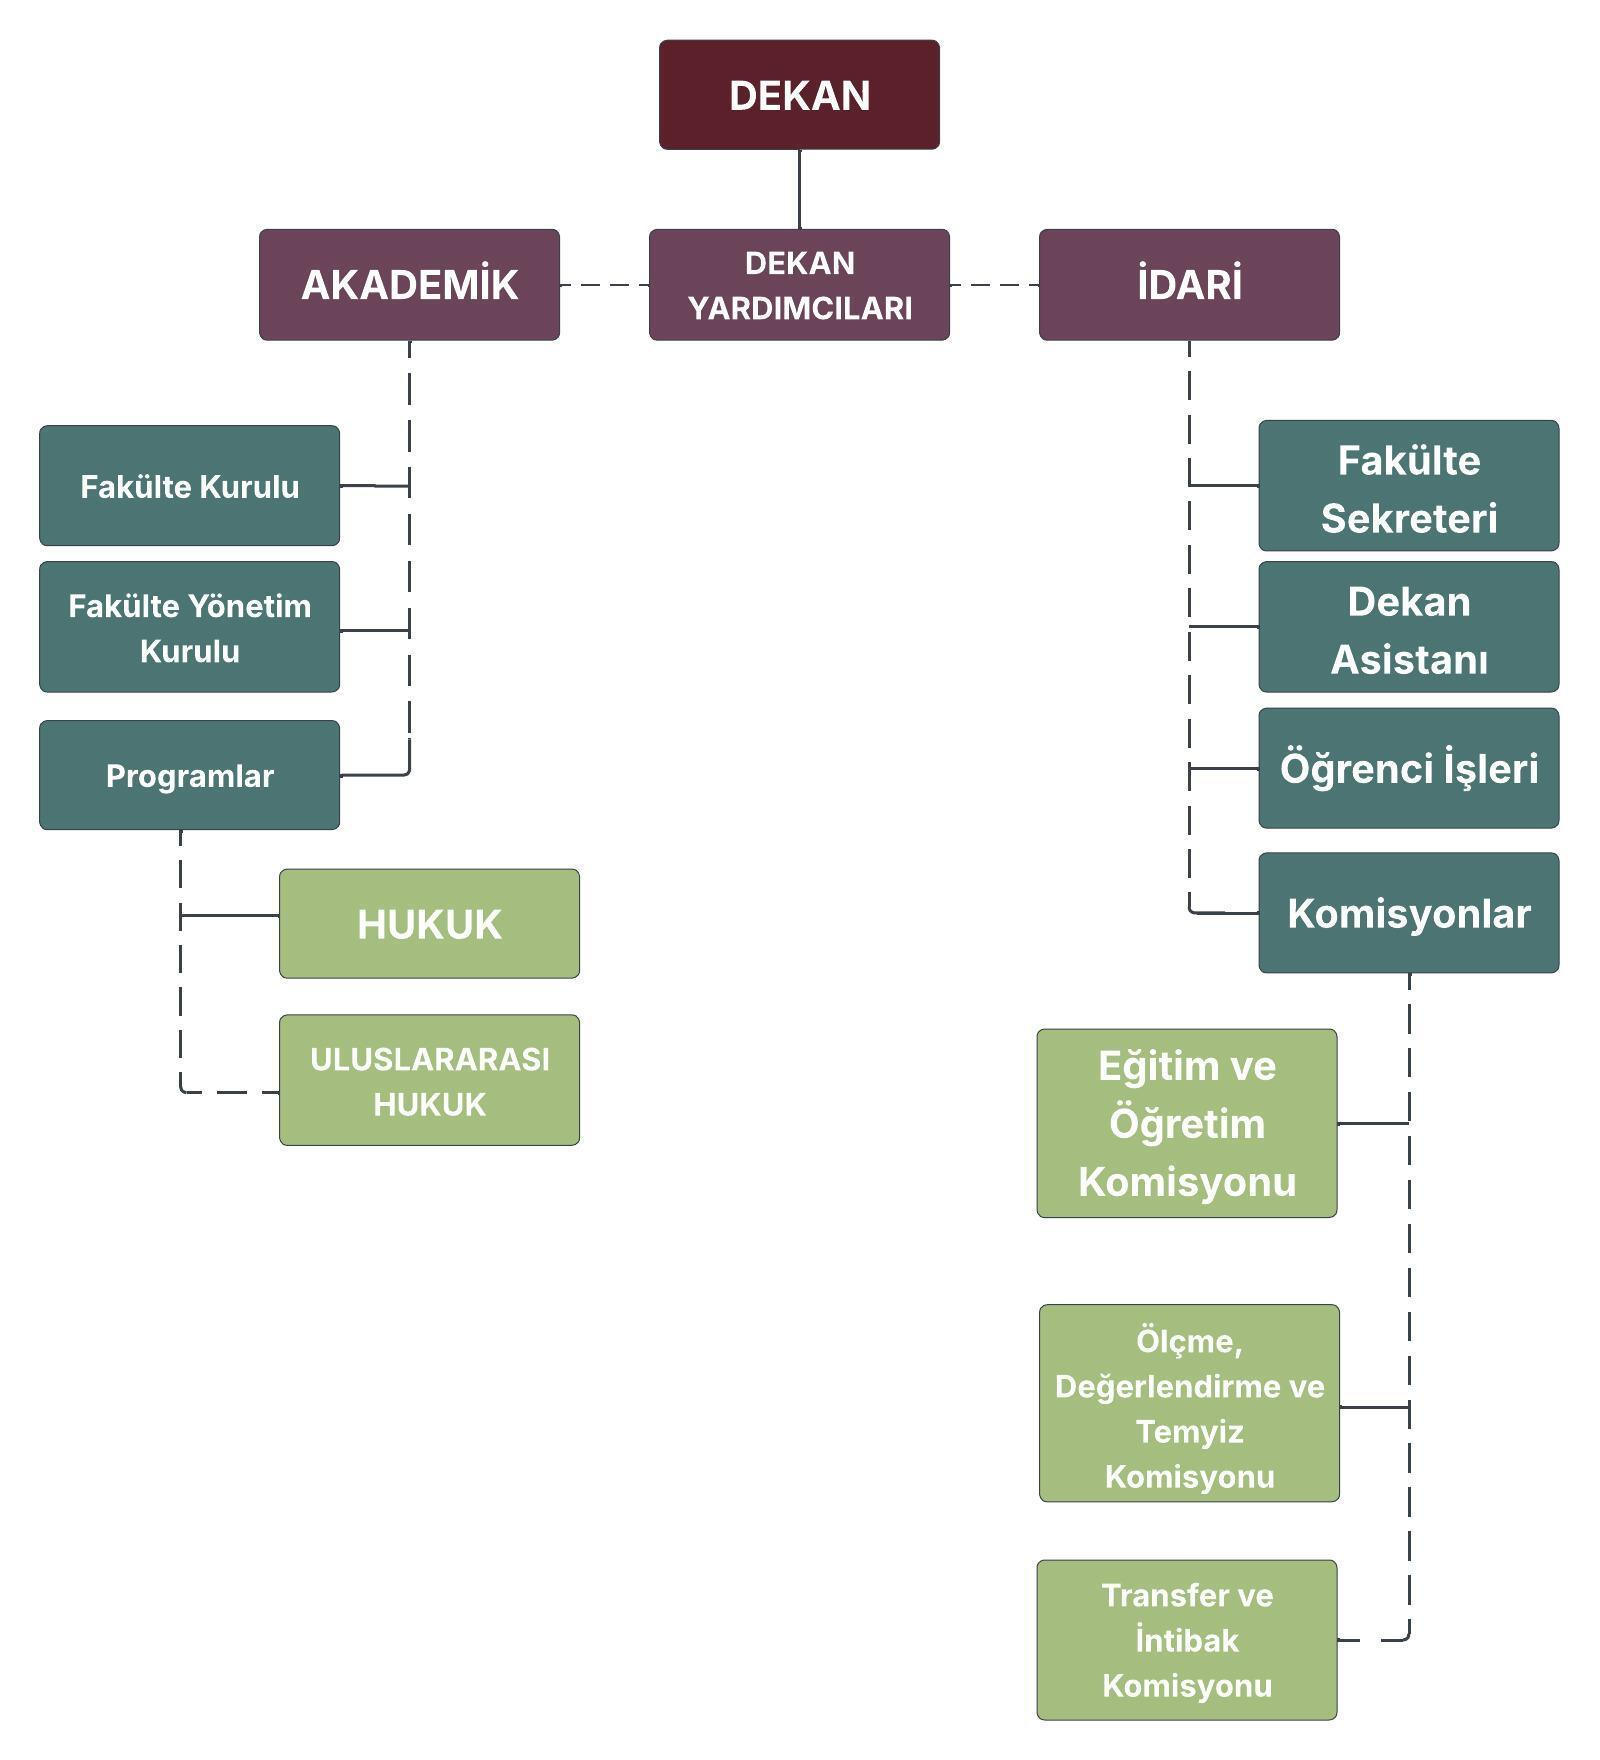 DEKAN
AKADEMİK
DEKAN
YARDIMCILARI
İDARİ
Fakülte Kurulu
Fakülte Yönetim
Kurulu
Programlar
HUKUK
ULUSLARARASI
HUKUK
Fakülte
Sekreteri
Dekan
Asistanı
Öğrenci İşleri
Komisyonlar
Eğitim ve
Öğretim
Komisyonu
Ölçme,
Değerlendirme ve
Temyiz
Komisyonu
Transfer ve
İntibak
Komisyonu